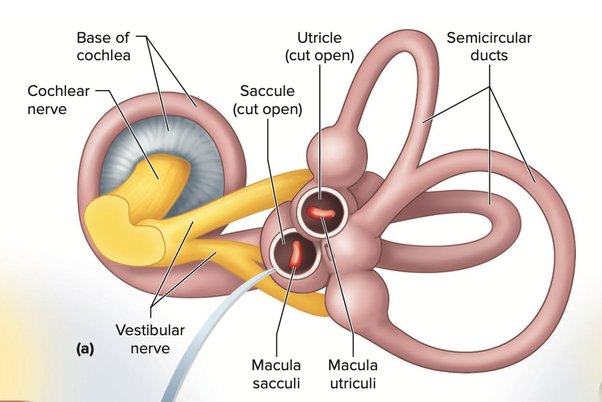 Base of
cochlea
Utricle
(cut open)
Semicircular
ducts
Cochlear
nerve
Saccule
(cut open)
Vestibular
nerve
(a)
Macula
sacculi
Macula
utriculi